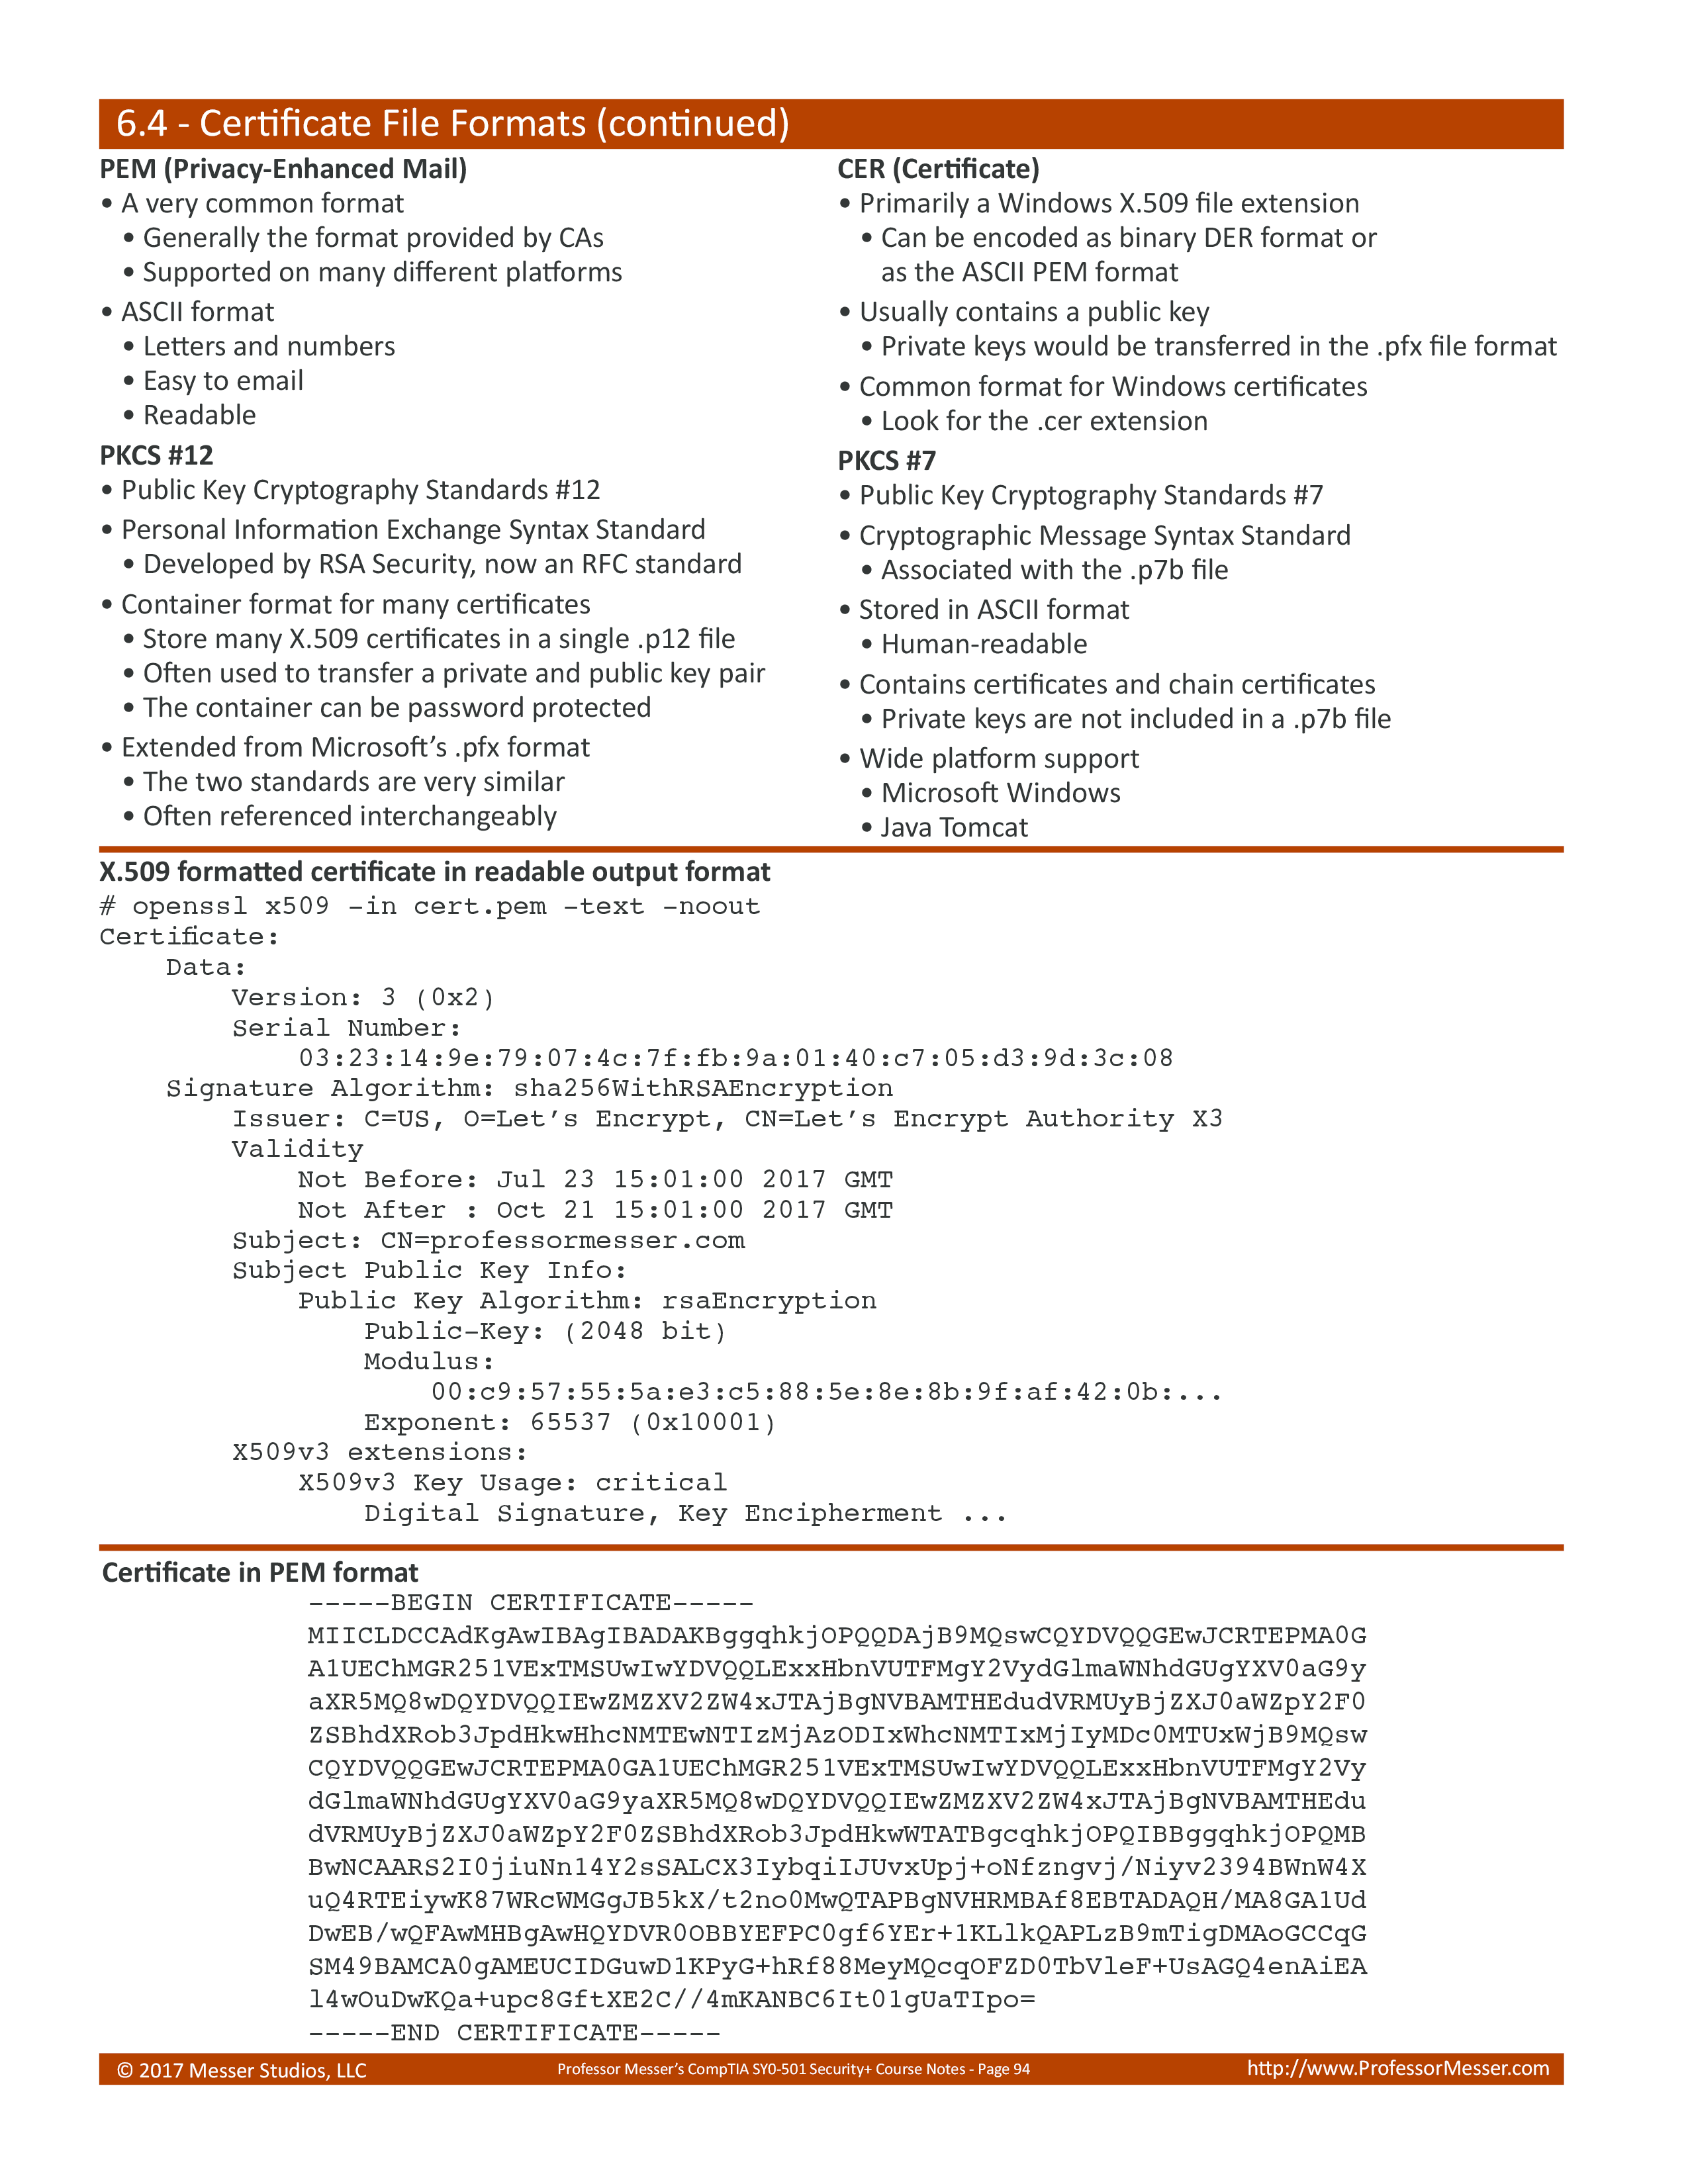 6.4 - Certificate File Formats (continued)
PEM (Privacy-Enhanced Mail)
• A very common format
• Generally the format provided by CAs
• Supported on many different platforms
• ASCII format
• Letters and numbers
• Easy to email
• Readable
PKCS #12
• Public Key Cryptography Standards #12
• Personal Information Exchange Syntax Standard
• Developed by RSA Security, now an RFC standard
• Container format for many certificates
• Store many X.509 certificates in a single .p12 file
• Often used to transfer a private and public key pair
• The container can be password protected
• Extended from Microsoft’s .pfx format
• The two standards are very similar
• Often referenced interchangeably
CER (Certificate)
• Primarily a Windows X.509 file extension
• Can be encoded as binary DER format or
as the ASCII PEM format
• Usually contains a public key
• Private keys would be transferred in the .pfx file format
• Common format for Windows certificates
• Look for the .cer extension
PKCS #7
• Public Key Cryptography Standards #7
• Cryptographic Message Syntax Standard
• Associated with the .p7b file
• Stored in ASCII format
• Human-readable
• Contains certificates and chain certificates
• Private keys are not included in a .p7b file
• Wide platform support
• Microsoft Windows
• Java Tomcat
X.509 formatted certificate in readable output format
# openssl x509 -in cert.pem -text -noout
Certificate:
Data:
Version: 3 (0x2)
Serial Number:
03:23:14:9e:79:07:4c:7f:fb:9a:01:40:c7:05:d3:9d:3c:08
Signature Algorithm: sha256WithRSAEncryption
Issuer: C=US, O=Let’s Encrypt, CN=Let’s Encrypt Authority X3
Validity
Not Before: Jul 23 15:01:00 2017 GMT
Not After : Oct 21 15:01:00 2017 GMT
Subject: CN=professormesser.com
Subject Public Key Info:
Public Key Algorithm: rsaEncryption
Public-Key: (2048 bit)
Modulus:
00:c9:57:55:5a:e3:c5:88:5e:8e:8b:9f:af:42:0b:...
Exponent: 65537 (0x10001)
X509v3 extensions:
X509v3 Key Usage: critical
Digital Signature, Key Encipherment ...
Certificate in PEM format
-----BEGIN CERTIFICATE-----
MIICLDCCAdKgAwIBAgIBADAKBggqhkjOPQQDAjB9MQswCQYDVQQGEwJCRTEPMA0G
A1UEChMGR251VExTMSUwIwYDVQQLExxHbnVUTFMgY2VydGlmaWNhdGUgYXV0aG9y
aXR5MQ8wDQYDVQQIEwZMZXV2ZW4xJTAjBgNVBAMTHEdudVRMUyBjZXJ0aWZpY2F0
ZSBhdXRob3JpdHkwHhcNMTEwNTIzMjAzODIxWhcNMTIxMjIyMDc0MTUxWjB9MQsw
CQYDVQQGEwJCRTEPMA0GA1UEChMGR251VExTMSUwIwYDVQQLExxHbnVUTFMgY2Vy
dGlmaWNhdGUgYXV0aG9yaXR5MQ8wDQYDVQQIEwZMZXV2ZW4xJTAjBgNVBAMTHEdu
dVRMUyBjZXJ0aWZpY2F0ZSBhdXRob3JpdHkwWTATBgcqhkjOPQIBBggqhkjOPQMB
BwNCAARS2I0jiuNn14Y2sSALCX3IybqiIJUvxUpj+oNfzngvj/Niyv2394BWnW4X
uQ4RTEiywK87WRcWMGgJB5kX/t2no0MwQTAPBgNVHRMBAf8EBTADAQH/MA8GA1Ud
DwEB/wQFAwMHBgAwHQYDVR0OBBYEFPC0gf6YEr+1KLlkQAPLzB9mTigDMAoGCCqG
SM49BAMCA0gAMEUCIDGuwD1KPyG+hRf88MeyMQcqOFZD0TbVleF+UsAGQ4enAiEA
l4wOuDwKQa+upc8GftXE2C//4mKANBC6It01gUaTIpo=
-----END CERTIFICATE-----
© 2017 Messer Studios, LLC
Professor Messer’s CompTIA SY0-501 Security+ Course Notes - Page 94
http://www.ProfessorMesser.com